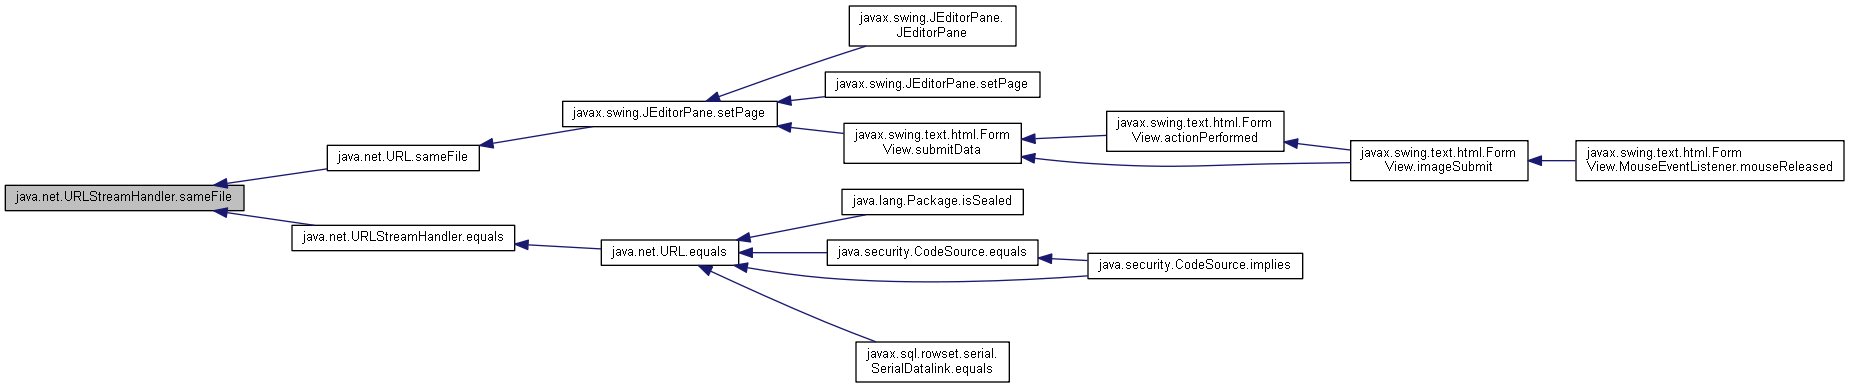 javax.swing.JEditorPane.
JEditorPane
javax.swing.JEditorPane.setPage
javax.swing.JEditorPane.setPage
javax.swing.text.html.Form
View.submitData
javax.swing.text.html.Form
View.actionPerformed
javax.swing.text.html.Form
View.imageSubmit
javax.swing.text.html.Form
View.MouseEventListener.mouseReleased
java.net.URL.sameFile
java.net.URLStreamHandler.sameFile
java.net.URLStreamHandler.equals
java.net.URL.equals
java.lang.Package.isSealed
java.security.CodeSource.equals
java.security.CodeSource.implies
javax.sql.rowset.serial.
SerialDatalink.equals